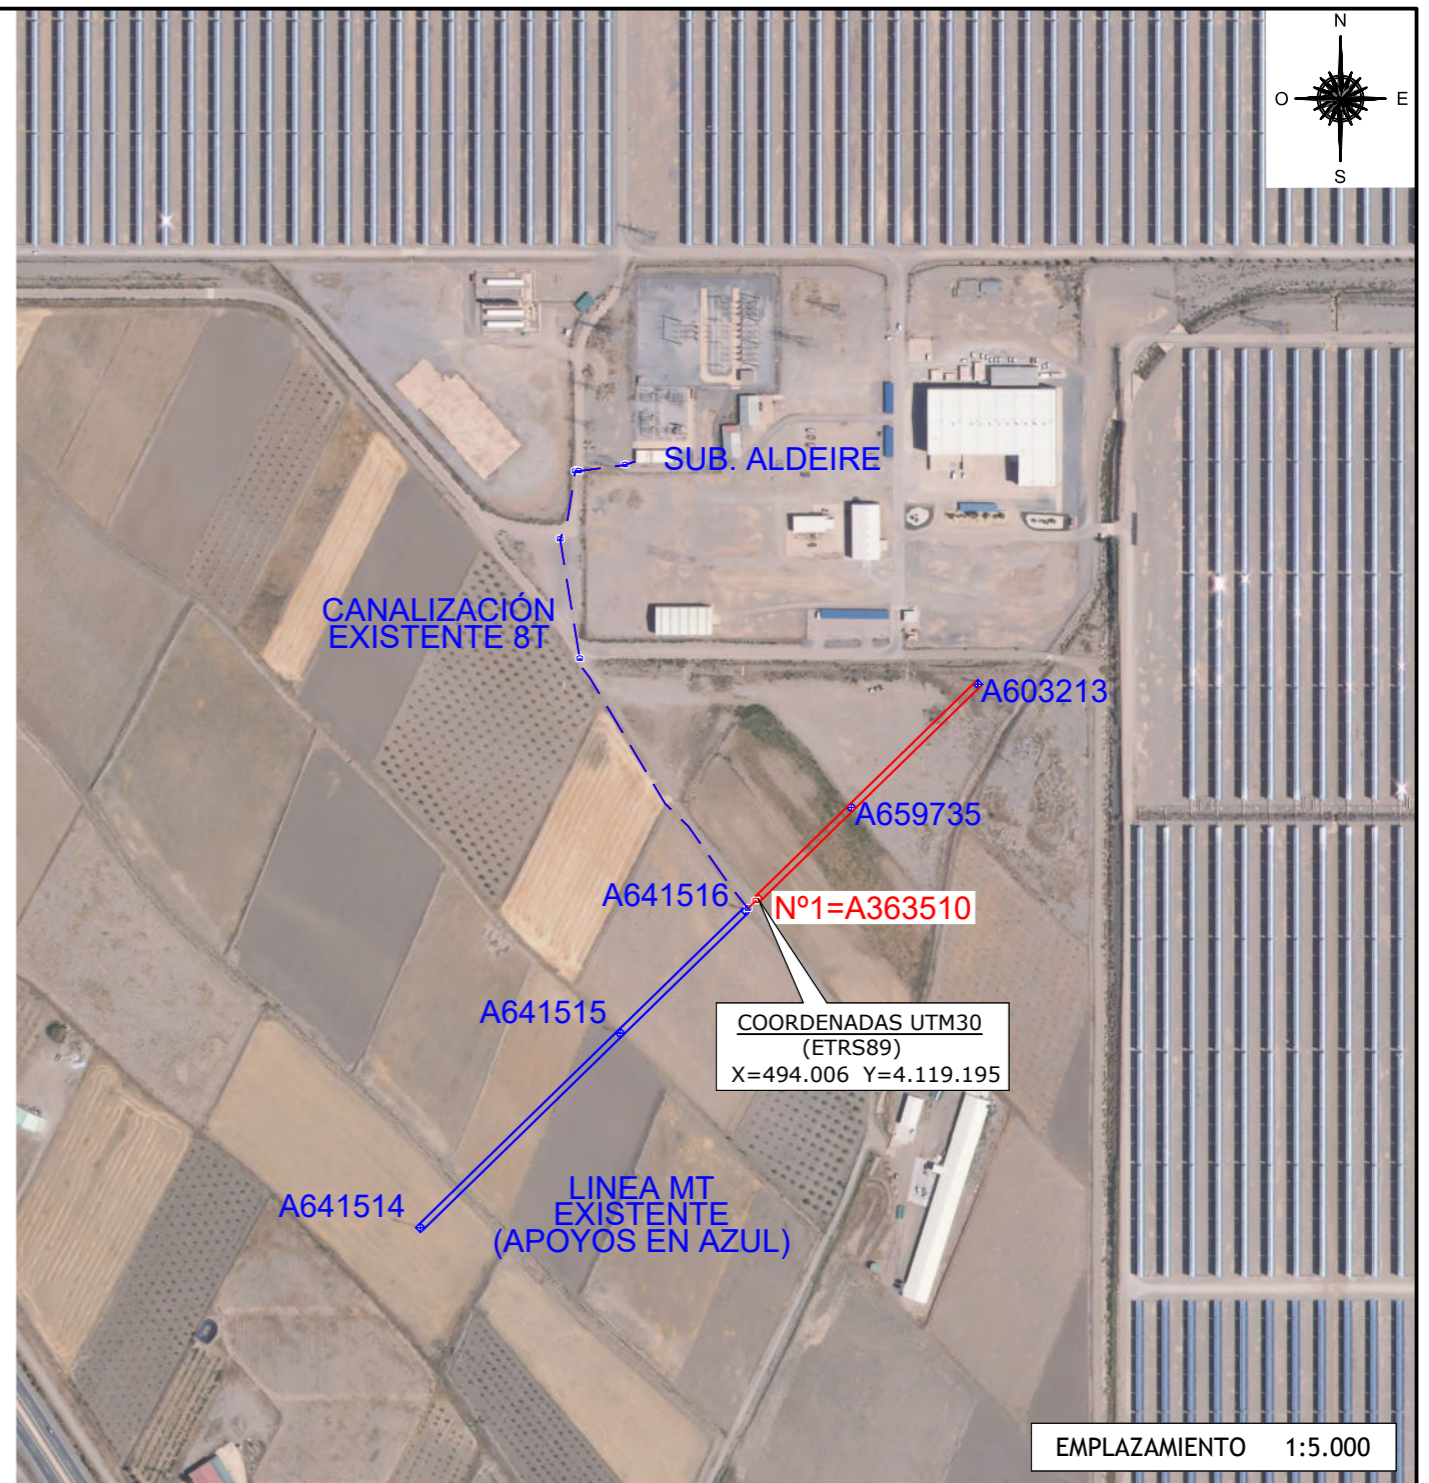 N
O E
S
SUB. ALDEIRE
CANALIZACIÓN
EXISTENTE 8T
A603213
A659735
A641516
Nº1=A363510
A641515
COORDENADAS UTM30
(ETRS89)
X=494.006 Y=4.119.195
A641514
LINEA MT
EXISTENTE
(APOYOS EN AZUL)
EMPLAZAMIENTO 1:5.000